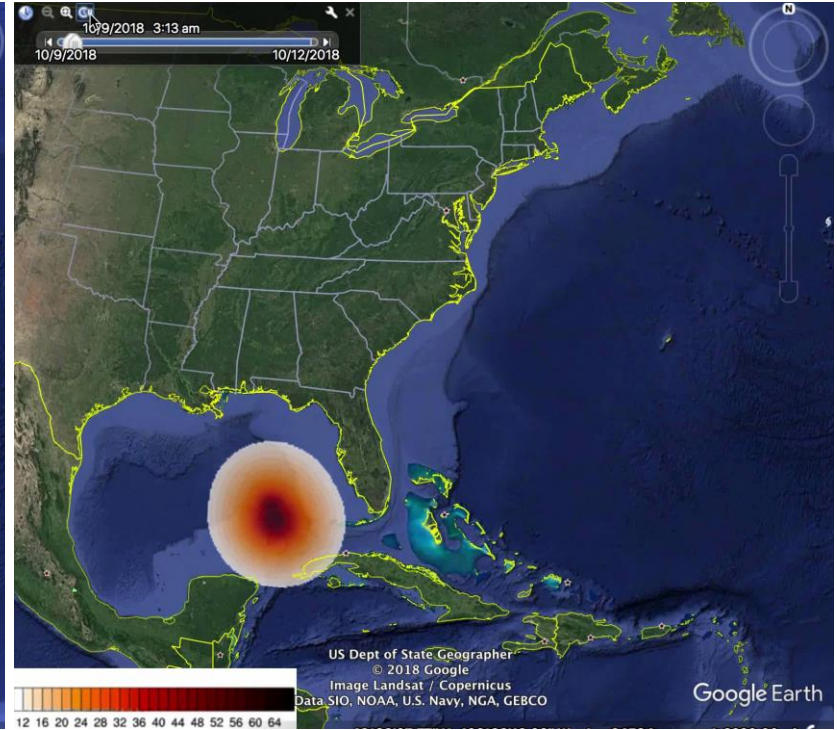 10/9/2018 3:13 am
10/9/2018
10/12/2018
N
US Dept of State Geographer
© 2018 Google
Image Landsat / Copernicus
Data SIO, NOAA, U.S. Navy, NGA, GEBCO
Google Earth
12 16 20 24 28 32 36 40 44 48 52 56 60 64